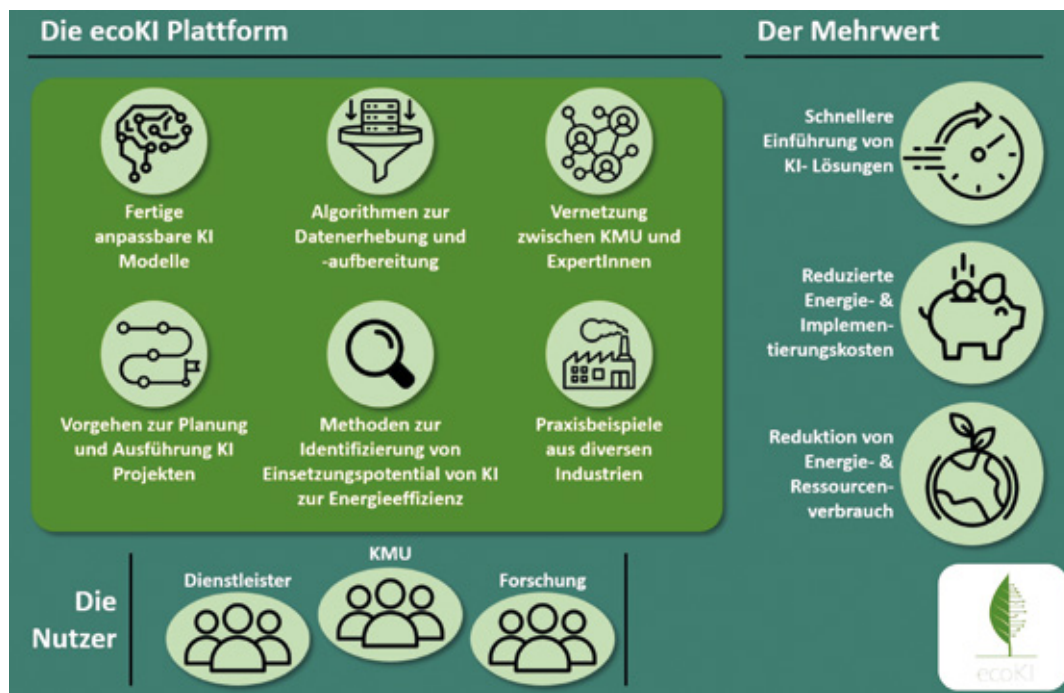 Die ecoKI Plattform
Fertige
anpassbare KI
Modelle
Algorithmen zur
Datenerhebung und
-aufbereitung
Vernetzung
zwischen KMU und
ExpertInnen
Vorgehen zur Planung
und Ausführung KI
Projekten
Methoden zur
Identifizierung von
Einsetzungspotential von KI
zur Energieeffizienz
Praxisbeispiele
aus diversen
Industrien
Der Mehrwert
Schnellere
Einführung von
KI- Lösungen
Reduzierte
Energie- &
Implemen-
tierungskosten
Reduktion von
Energie- &
Ressourcen-
verbrauch
Die
Nutzer
Dienstleister
KMU
Forschung
ecoKI